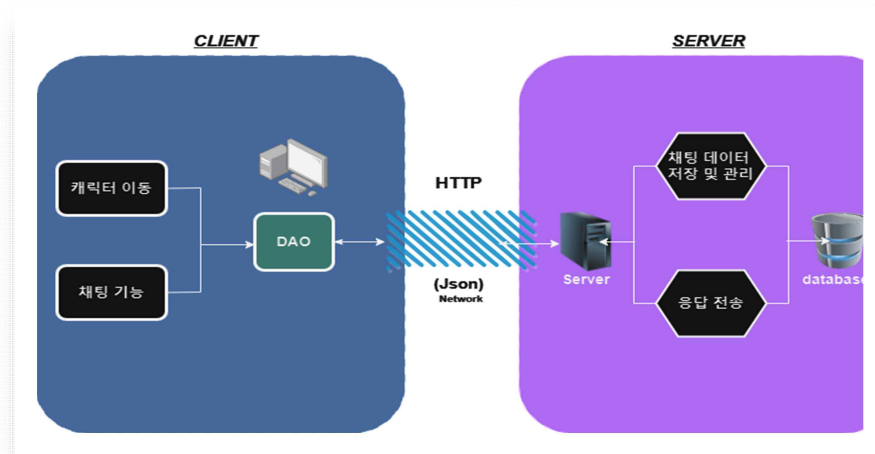 CLIENT
SERVER
캐릭터 이동
채팅 기능
DAO
HTTP
(Json)
Network
Server
채팅 데이터
저장 및 관리
응답 전송
database